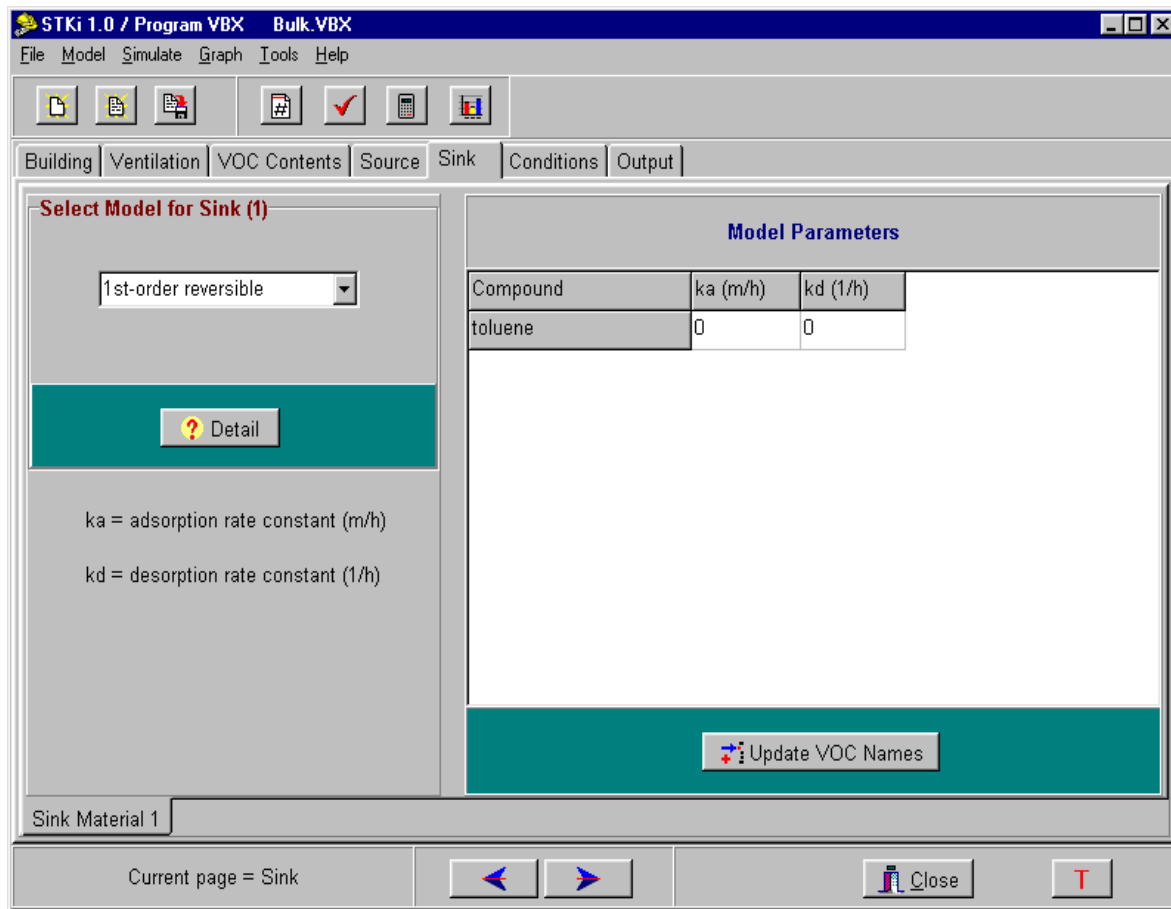 STKi 1.0 / Program VBX Bulk.VBX
File Model Simulate Graph Tools Help
#
Building Ventilation VOC Contents Source Sink Conditions Output
Select Model for Sink (1)
1st-order reversible
? Detail
ka = adsorption rate constant (m/h)
kd = desorption rate constant (1/h)
Model Parameters
Compound ka (m/h) kd (1/h)
toluene 0 0
Update VOC Names
Sink Material 1
Current page = Sink
Close
T